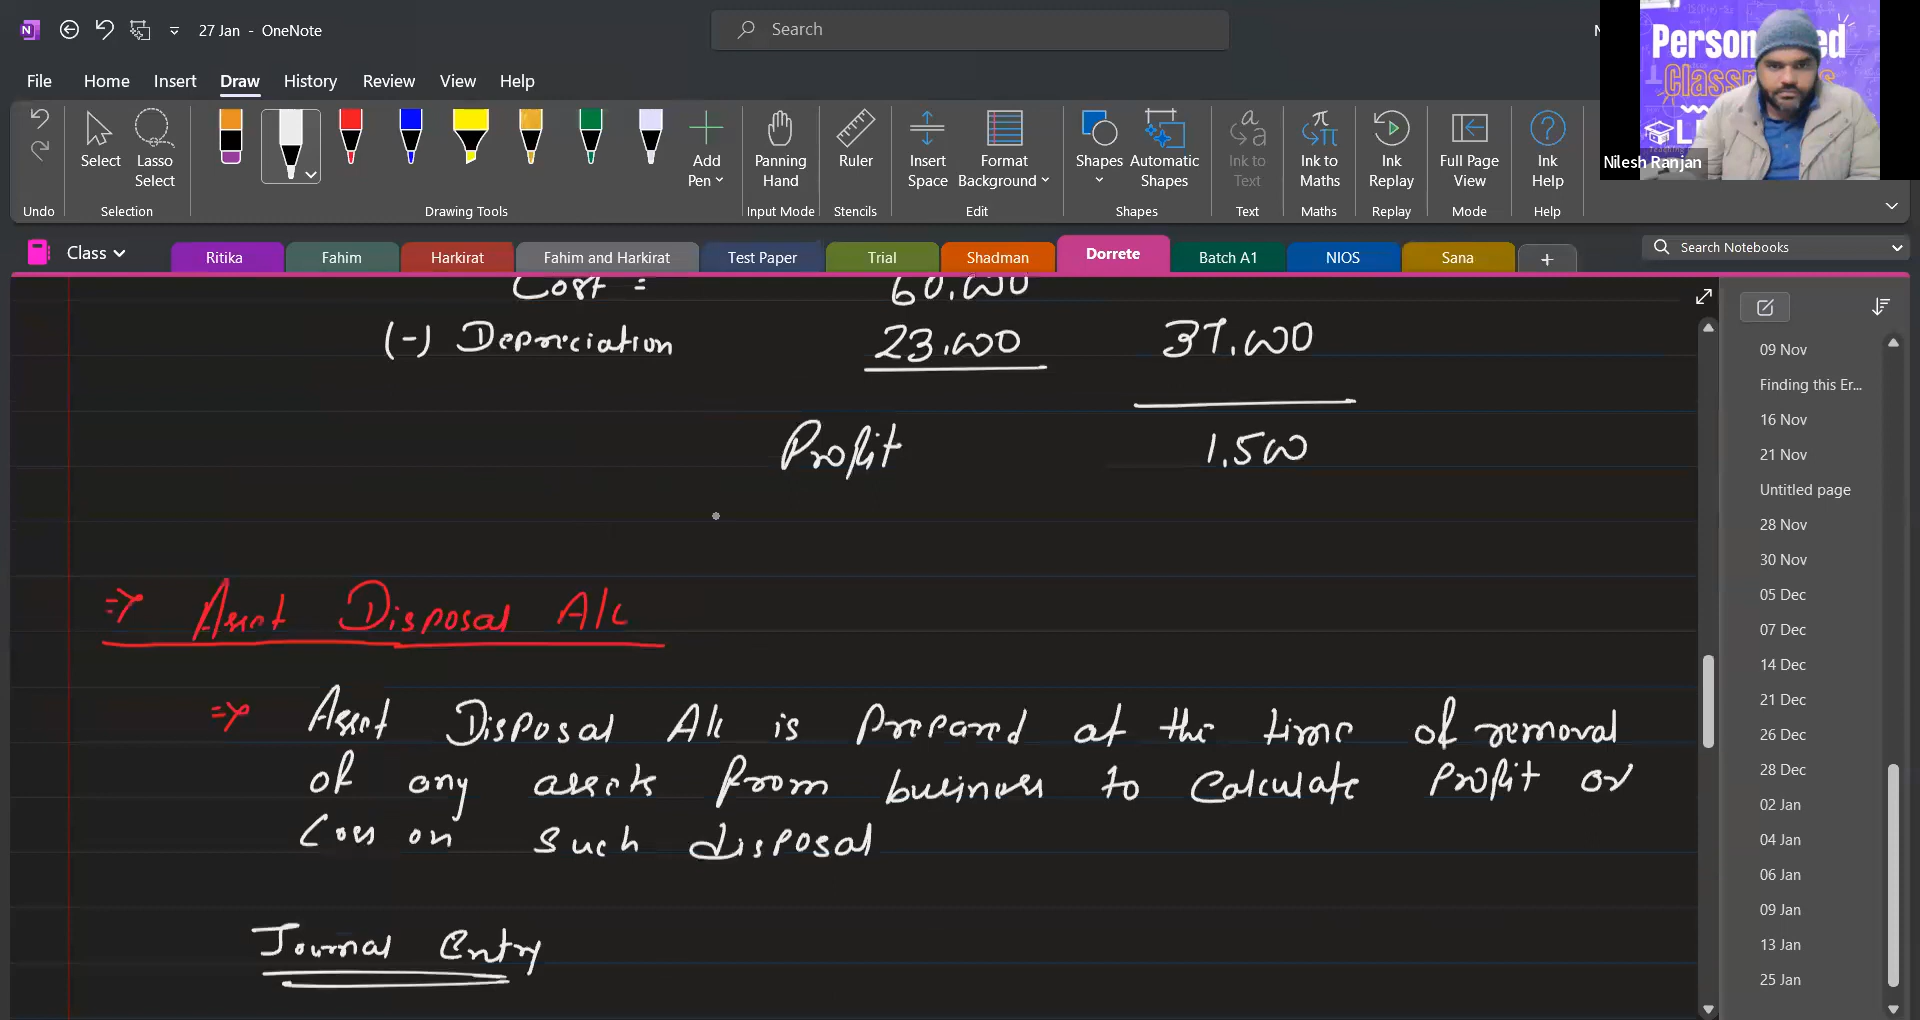 27 Jan - OneNote
Search
File Home Insert Draw History Review View Help
Undo
Select
Lasso Select
Selection
Drawing Tools
Add Pen
Panning Hand
Input Mode
Ruler
Stencils
Insert Space
Format Background
Edit
Shapes
Automatic Shapes
Shapes
Ink to Text
Text
Ink to Maths
Maths
Ink Replay
Replay
Full Page View
Mode
Ink Help
Help
Nilesh Ranjan
Class
Ritika
Fahim
Harkirat
Fahim and Harkirat
Test Paper
Trial
Shadman
Dorrete
Batch A1
NIOS
Sana
Search Notebooks
Cost = 60,000
(-) Depreciation 23,000 37,000
Profit 1,500
=> Asset Disposal A/c
=> Asset Disposal A/c is prepared at the time of removal
of any assets from business to calculate profit or
loss on such disposal
Journal Entry
09 Nov
Finding this Er...
16 Nov
21 Nov
Untitled page
28 Nov
30 Nov
05 Dec
07 Dec
14 Dec
21 Dec
26 Dec
28 Dec
02 Jan
04 Jan
06 Jan
09 Jan
13 Jan
25 Jan